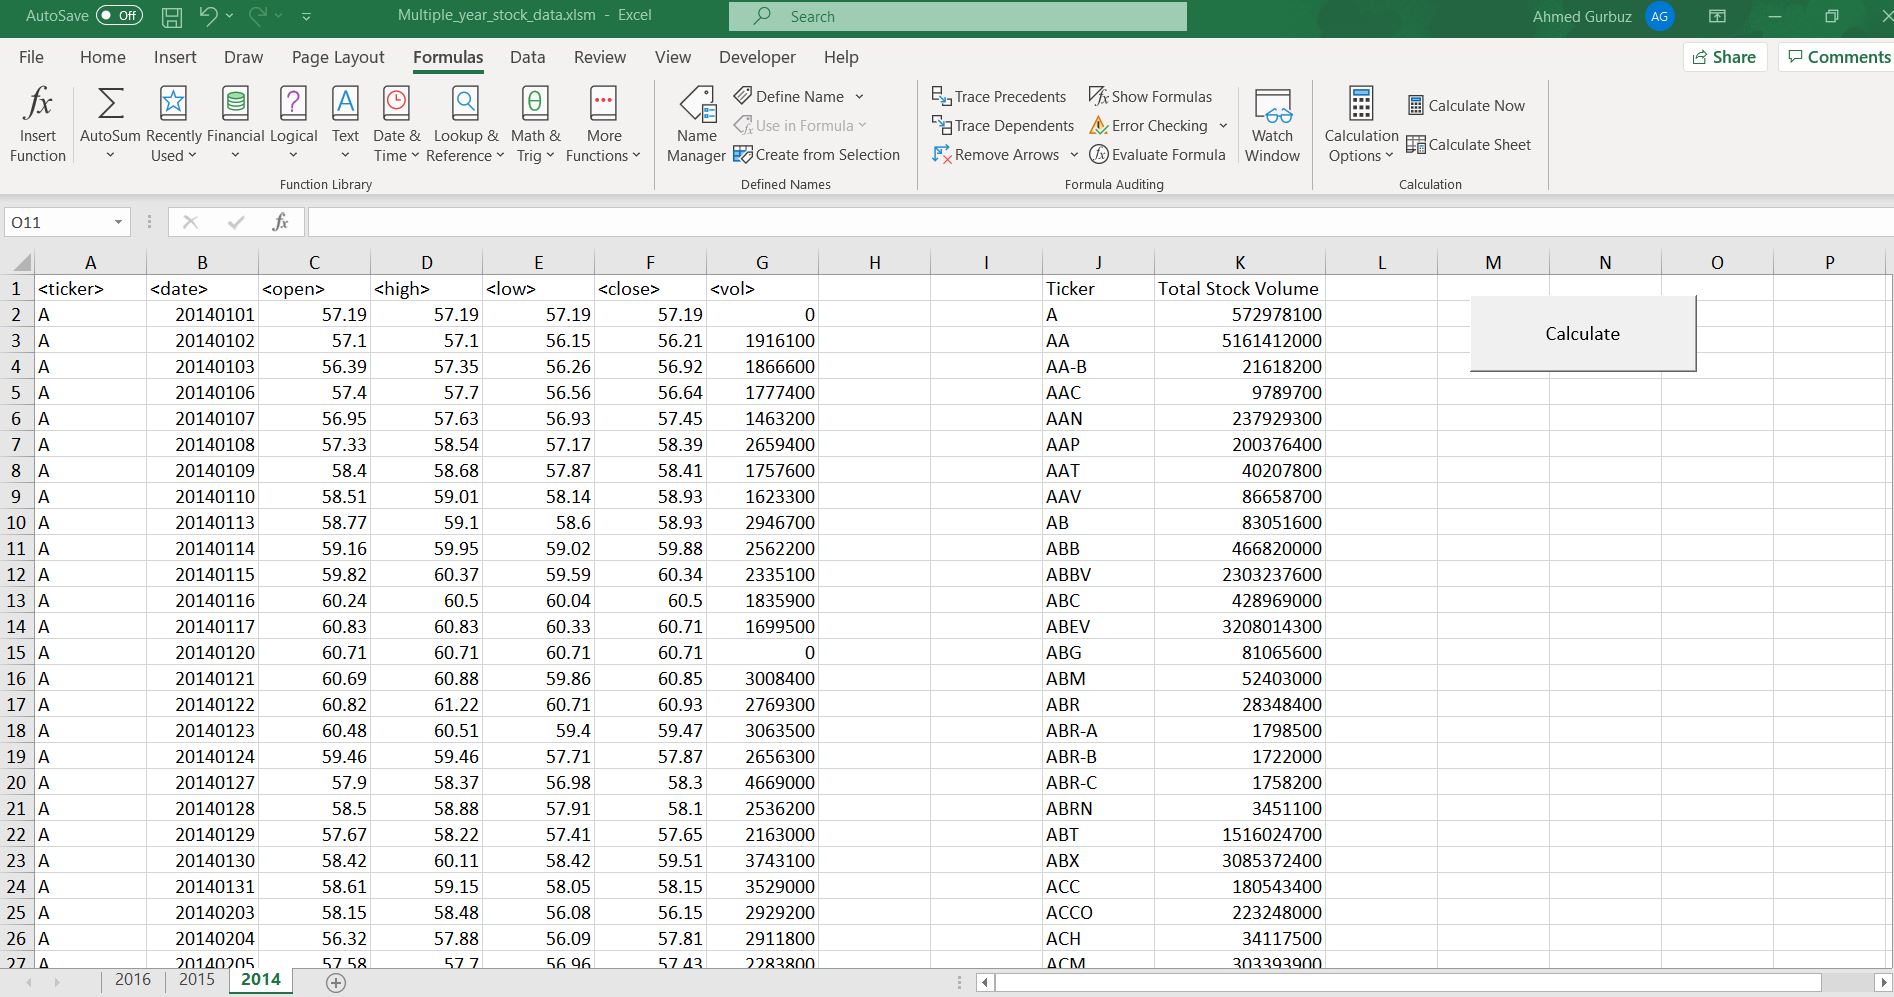 AutoSave Off Multiple_year_stock_data.xlsm - Excel Search Ahmed Gurbuz AG
File Home Insert Draw Page Layout Formulas Data Review View Developer Help Share Comments
fx Insert Function
Σ AutoSum
Recently Used
Financial
Logical
Text
Date & Time
Lookup & Reference
Math & Trig
More Functions
Function Library
Name Manager
Define Name
Use in Formula
Create from Selection
Defined Names
Trace Precedents
Trace Dependents
Remove Arrows
Show Formulas
Error Checking
Evaluate Formula
Formula Auditing
Watch Window
Calculation Options
Calculate Now
Calculate Sheet
Calculation
O11 fx
A B C D E F G H I J K L M N O P
1 <ticker> <date> <open> <high> <low> <close> <vol> Ticker Total Stock Volume
2 A 20140101 57.19 57.19 57.19 57.19 0 A 572978100
Calculate
3 A 20140102 57.1 57.1 56.15 56.21 1916100 AA 5161412000
4 A 20140103 56.39 57.35 56.26 56.92 1866600 AA-B 21618200
5 A 20140106 57.4 57.7 56.56 56.64 1777400 AAC 9789700
6 A 20140107 56.95 57.63 56.93 57.45 1463200 AAN 237929300
7 A 20140108 57.33 58.54 57.17 58.39 2659400 AAP 200376400
8 A 20140109 58.4 58.68 57.87 58.41 1757600 AAT 40207800
9 A 20140110 58.51 59.01 58.14 58.93 1623300 AAV 86658700
10 A 20140113 58.77 59.1 58.6 58.93 2946700 AB 83051600
11 A 20140114 59.16 59.95 59.02 59.88 2562200 ABB 466820000
12 A 20140115 59.82 60.37 59.59 60.34 2335100 ABBV 2303237600
13 A 20140116 60.24 60.5 60.04 60.5 1835900 ABC 428969000
14 A 20140117 60.83 60.83 60.33 60.71 1699500 ABEV 3208014300
15 A 20140120 60.71 60.71 60.71 60.71 0 ABG 81065600
16 A 20140121 60.69 60.88 59.86 60.85 3008400 ABM 52403000
17 A 20140122 60.82 61.22 60.71 60.93 2769300 ABR 28348400
18 A 20140123 60.48 60.51 59.4 59.47 3063500 ABR-A 1798500
19 A 20140124 59.46 59.46 57.71 57.87 2656300 ABR-B 1722000
20 A 20140127 57.9 58.37 56.98 58.3 4669000 ABR-C 1758200
21 A 20140128 58.5 58.88 57.91 58.1 2536200 ABRN 3451100
22 A 20140129 57.67 58.22 57.41 57.65 2163000 ABT 1516024700
23 A 20140130 58.42 60.11 58.42 59.51 3743100 ABX 3085372400
24 A 20140131 58.61 59.15 58.05 58.15 3529000 ACC 180543400
25 A 20140203 58.15 58.48 56.08 56.15 2929200 ACCO 223248000
26 A 20140204 56.32 57.88 56.09 57.81 2911800 ACH 34117500
27 A 20140205 57.58 57.7 56.96 57.43 2283800 ACM 303393900
2016 2015 2014